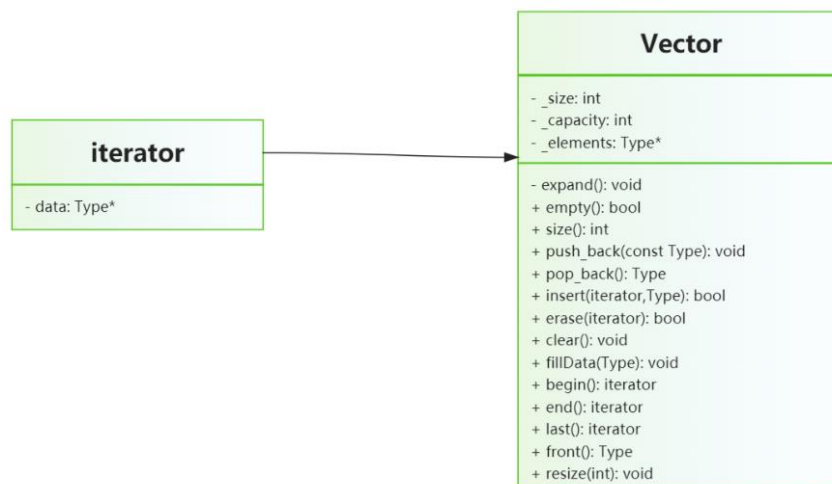 iterator
- data: Type*
Vector
- _size: int
- _capacity: int
- _elements: Type*
- expand(): void
+ empty(): bool
+ size(): int
+ push_back(const Type): void
+ pop_back(): Type
+ insert(iterator,Type): bool
+ erase(iterator): bool
+ clear(): void
+ fillData(Type): void
+ begin(): iterator
+ end(): iterator
+ last(): iterator
+ front(): Type
+ resize(int): void